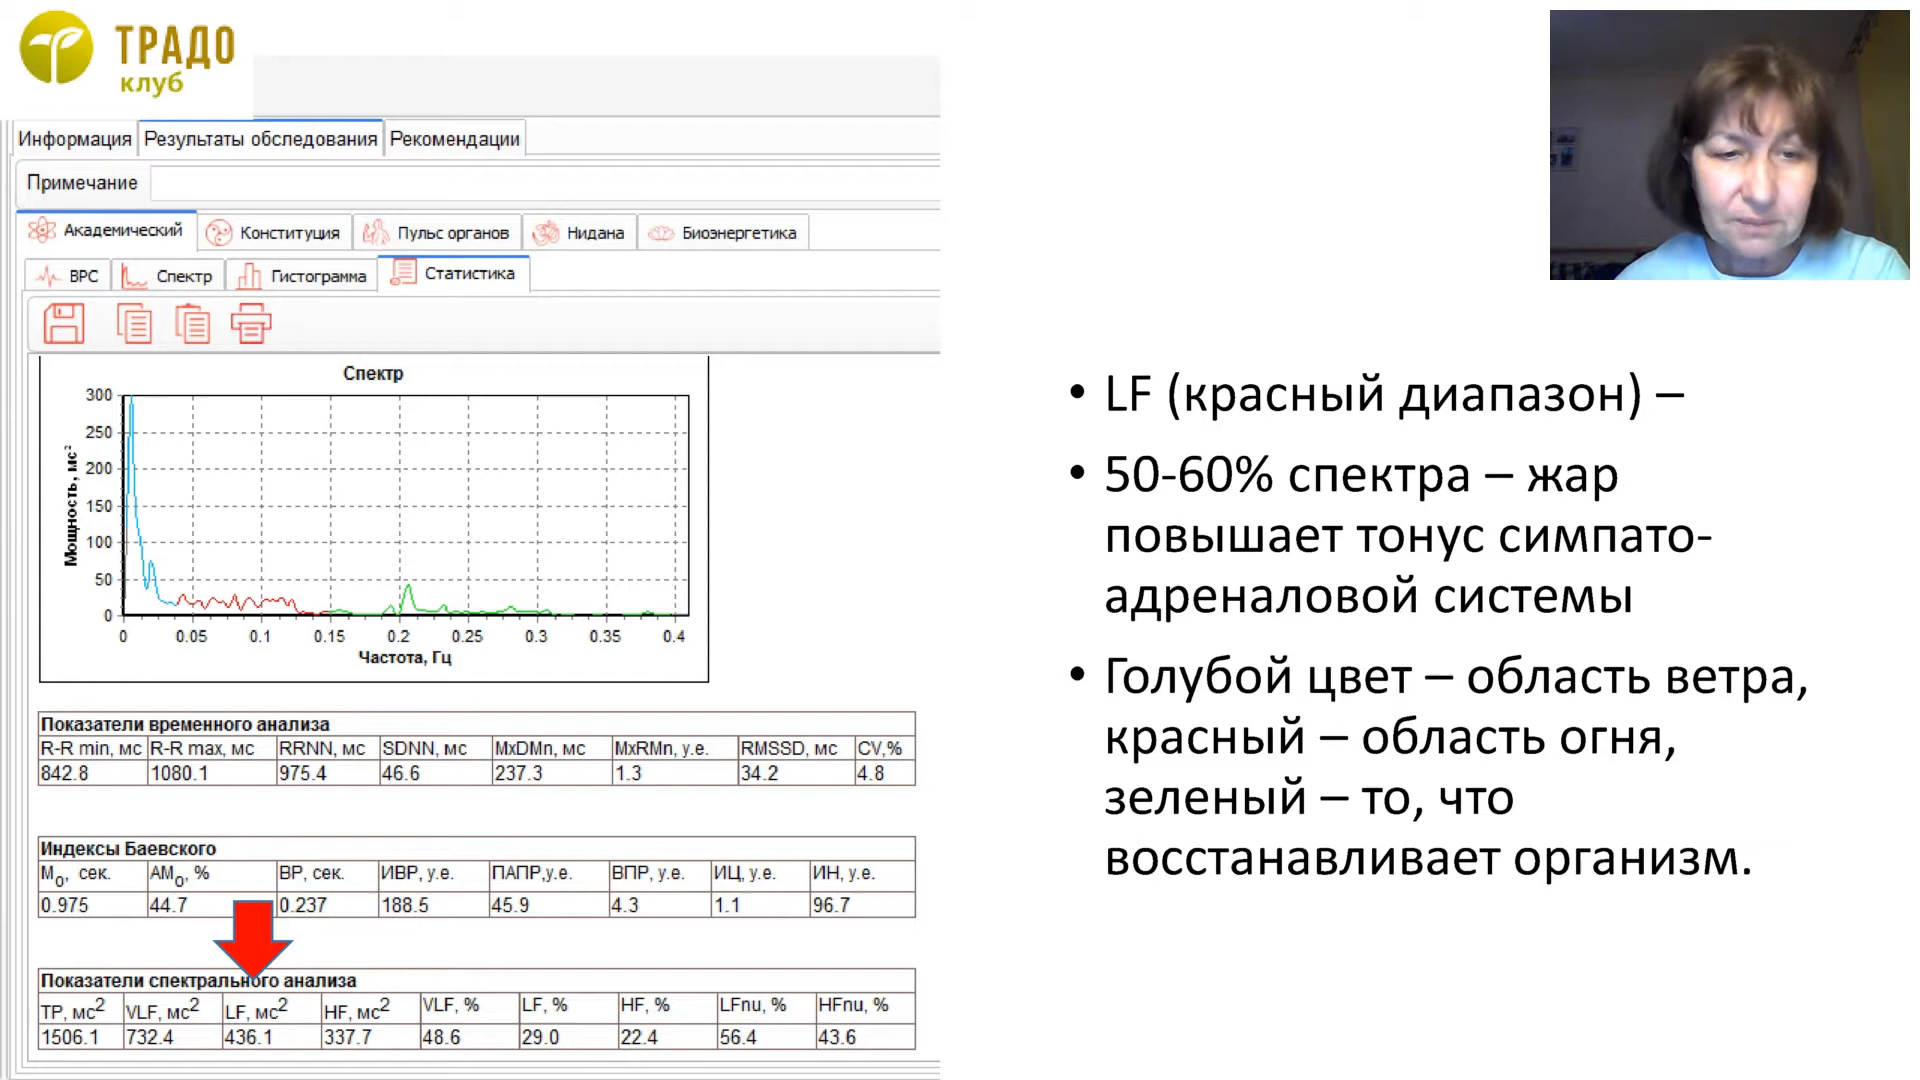 ТРАДО
клуб
Информация Результаты обследования Рекомендации
Примечание
Академический Конституция Пульс органов Нидана Биоэнергетика
ВРС Спектр Гистограмма Статистика
Спектр
300
250
200
150
100
50
0
Мощность, мс²
0 0.05 0.1 0.15 0.2 0.25 0.3 0.35 0.4
Частота, Гц
Показатели временного анализа
R-R min, мс R-R max, мс RRNN, мс SDNN, мс MxDMn, мс MxRMn, у.е. RMSSD, мс CV,%
842.8 1080.1 975.4 46.6 237.3 1.3 34.2 4.8
Индексы Баевского
M₀, сек. AM₀, % ВР, сек. ИВР, у.е. ПАПР,у.е. ВПР, у.е. ИЦ, у.е. ИН, у.е.
0.975 44.7 0.237 188.5 45.9 4.3 1.1 96.7
Показатели спектрального анализа
TP, мс² VLF, мс² LF, мс² HF, мс² VLF, % LF, % HF, % LFnu, % HFnu, %
1506.1 732.4 436.1 337.7 48.6 29.0 22.4 56.4 43.6
• LF (красный диапазон) –
• 50-60% спектра – жар
повышает тонус симпато-
адреналовой системы
• Голубой цвет – область ветра,
красный – область огня,
зеленый – то, что
восстанавливает организм.